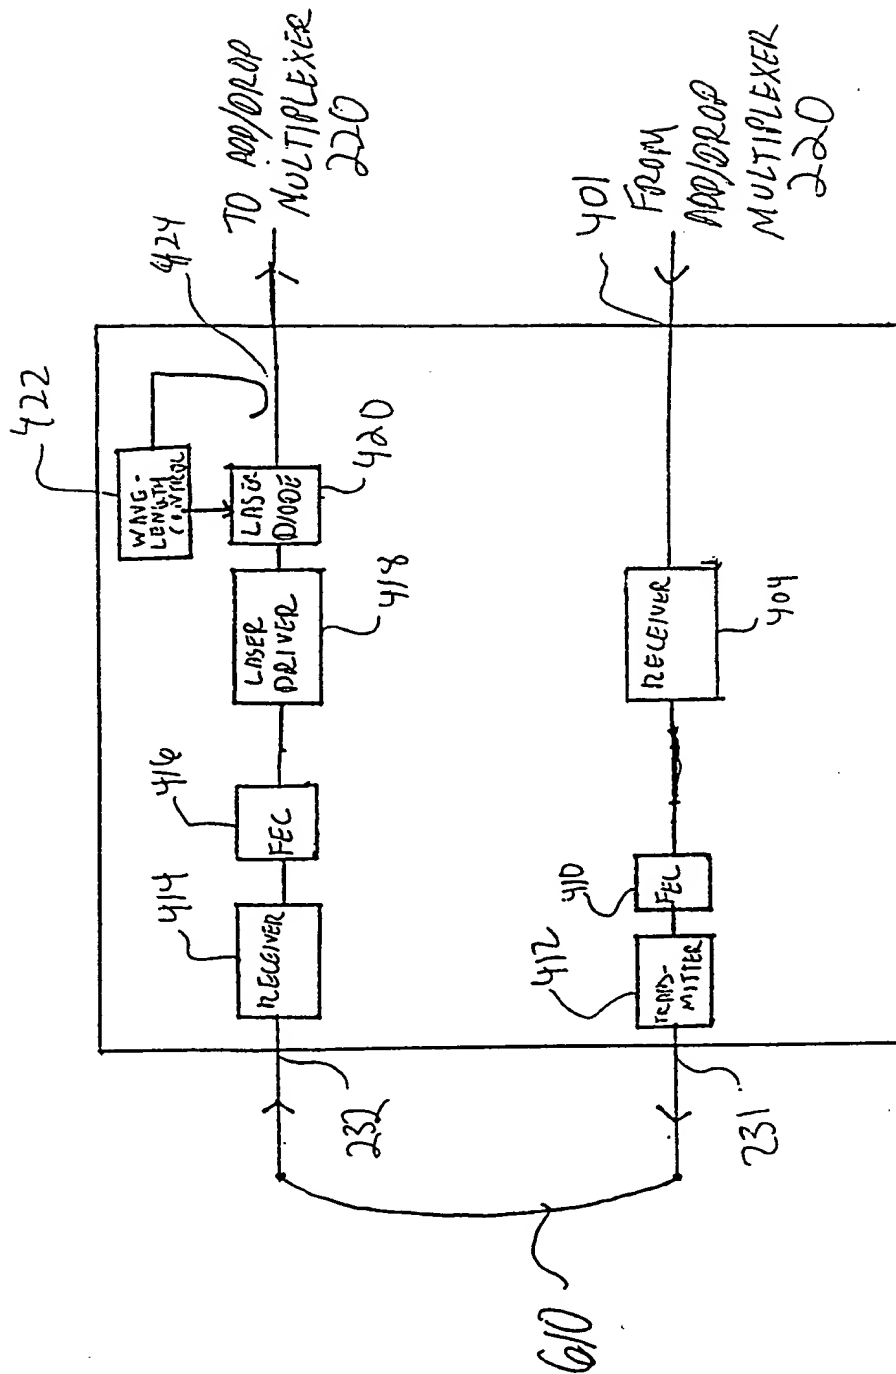 422
WAVE-
LENGTH
CONTROL
424
TO ADD/DROP
MULTIPLEXER
220
414
RECEIVER
416
FEC
LASER
DRIVER
418
LASER
DIODE
420
232
610
231
412
TRANS-
MITTER
410
FEC
RECEIVER
404
401
FROM
ADD/DROP
MULTIPLEXER
220